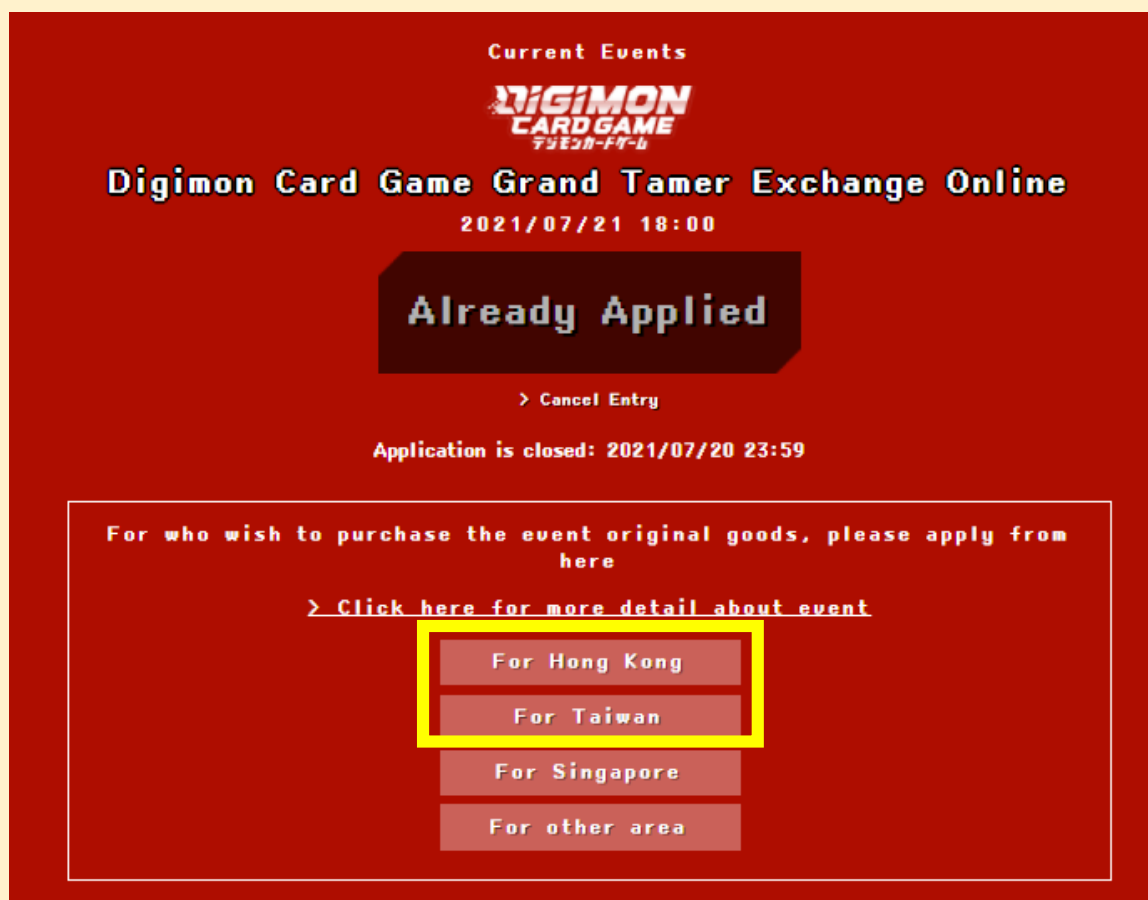 Current Events
DIGIMON
CARD GAME
デジモンカードゲーム
Digimon Card Game Grand Tamer Exchange Online
2021/07/21 18:00
Already Applied
> Cancel Entry
Application is closed: 2021/07/20 23:59
For who wish to purchase the event original goods, please apply from
here
> Click here for more detail about event
For Hong Kong
For Taiwan
For Singapore
For other area